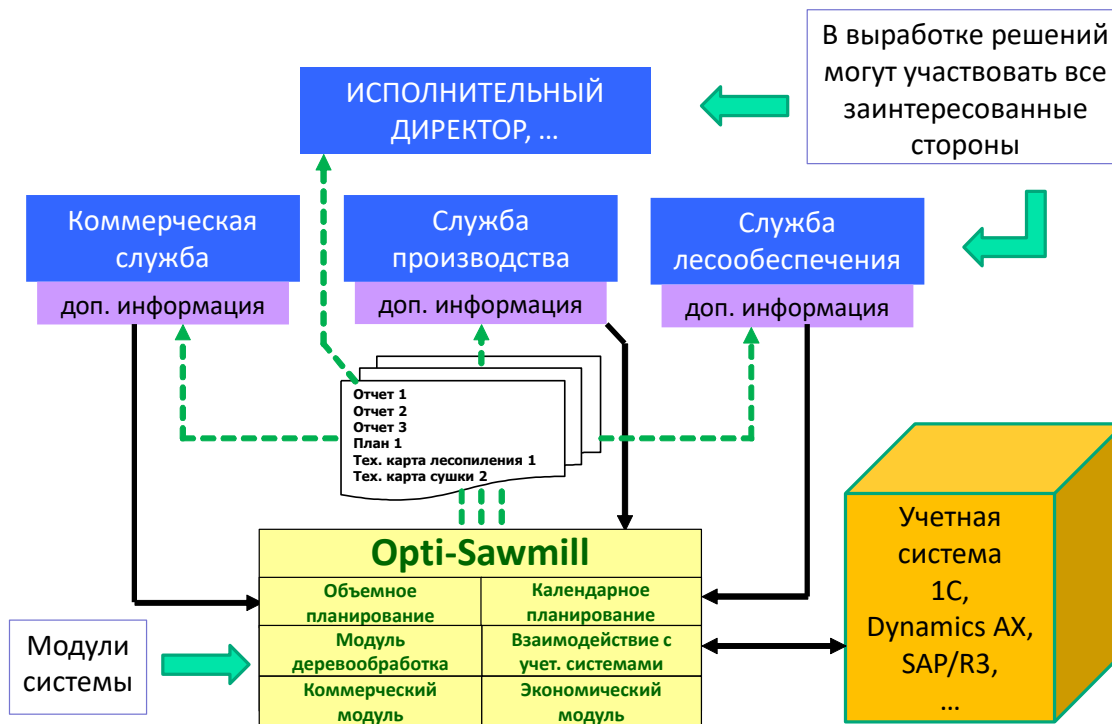 В выработке решений
могут участвовать все
заинтересованные
стороны
ИСПОЛНИТЕЛЬНЫЙ
ДИРЕКТОР, ...
Коммерческая
служба
доп. информация
Служба
производства
доп. информация
Служба
лесообеспечения
доп. информация
Отчет 1
Отчет 2
Отчет 3
План 1
Тех. карта лесопиления 1
Тех. карта сушки 2
Opti-Sawmill
Объемное
планирование
Календарное
планирование
Модуль
деревообработка
Взаимодействие с
учет. системами
Коммерческий
модуль
Экономический
модуль
Модули
системы
Учетная
система
1С,
Dynamics AX,
SAP/R3,
...